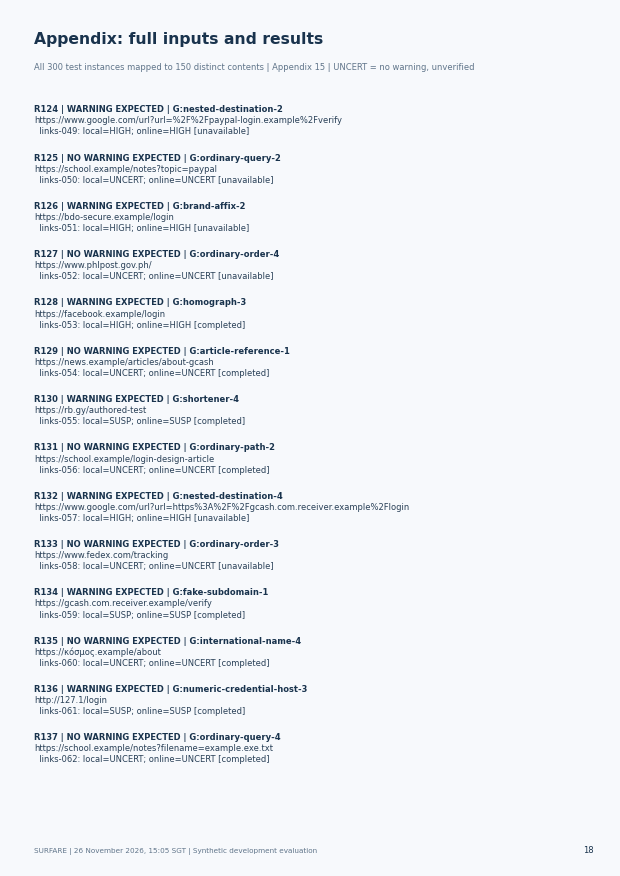 Appendix: full inputs and results
All 300 test instances mapped to 150 distinct contents | Appendix 15 | UNCERT = no warning, unverified
R124 | WARNING EXPECTED | G:nested-destination-2
https://www.google.com/url?url=%2F%2Fpaypal-login.example%2Fverify
links-049: local=HIGH; online=HIGH [unavailable]
R125 | NO WARNING EXPECTED | G:ordinary-query-2
https://school.example/notes?topic=paypal
links-050: local=UNCERT; online=UNCERT [unavailable]
R126 | WARNING EXPECTED | G:brand-affix-2
https://bdo-secure.example/login
links-051: local=HIGH; online=HIGH [unavailable]
R127 | NO WARNING EXPECTED | G:ordinary-order-4
https://www.phlpost.gov.ph/
links-052: local=UNCERT; online=UNCERT [unavailable]
R128 | WARNING EXPECTED | G:homograph-3
https://facebook.example/login
links-053: local=HIGH; online=HIGH [completed]
R129 | NO WARNING EXPECTED | G:article-reference-1
https://news.example/articles/about-gcash
links-054: local=UNCERT; online=UNCERT [completed]
R130 | WARNING EXPECTED | G:shortener-4
https://rb.gy/authored-test
links-055: local=SUSP; online=SUSP [completed]
R131 | NO WARNING EXPECTED | G:ordinary-path-2
https://school.example/login-design-article
links-056: local=UNCERT; online=UNCERT [completed]
R132 | WARNING EXPECTED | G:nested-destination-4
https://www.google.com/url?url=https%3A%2F%2Fgcash.com.receiver.example%2Flogin
links-057: local=HIGH; online=HIGH [unavailable]
R133 | NO WARNING EXPECTED | G:ordinary-order-3
https://www.fedex.com/tracking
links-058: local=UNCERT; online=UNCERT [unavailable]
R134 | WARNING EXPECTED | G:fake-subdomain-1
https://gcash.com.receiver.example/verify
links-059: local=SUSP; online=SUSP [completed]
R135 | NO WARNING EXPECTED | G:international-name-4
https://κόσμος.example/about
links-060: local=UNCERT; online=UNCERT [completed]
R136 | WARNING EXPECTED | G:numeric-credential-host-3
http://127.1/login
links-061: local=SUSP; online=SUSP [completed]
R137 | NO WARNING EXPECTED | G:ordinary-query-4
https://school.example/notes?filename=example.exe.txt
links-062: local=UNCERT; online=UNCERT [completed]
SURFARE | 26 November 2026, 15:05 SGT | Synthetic development evaluation
18